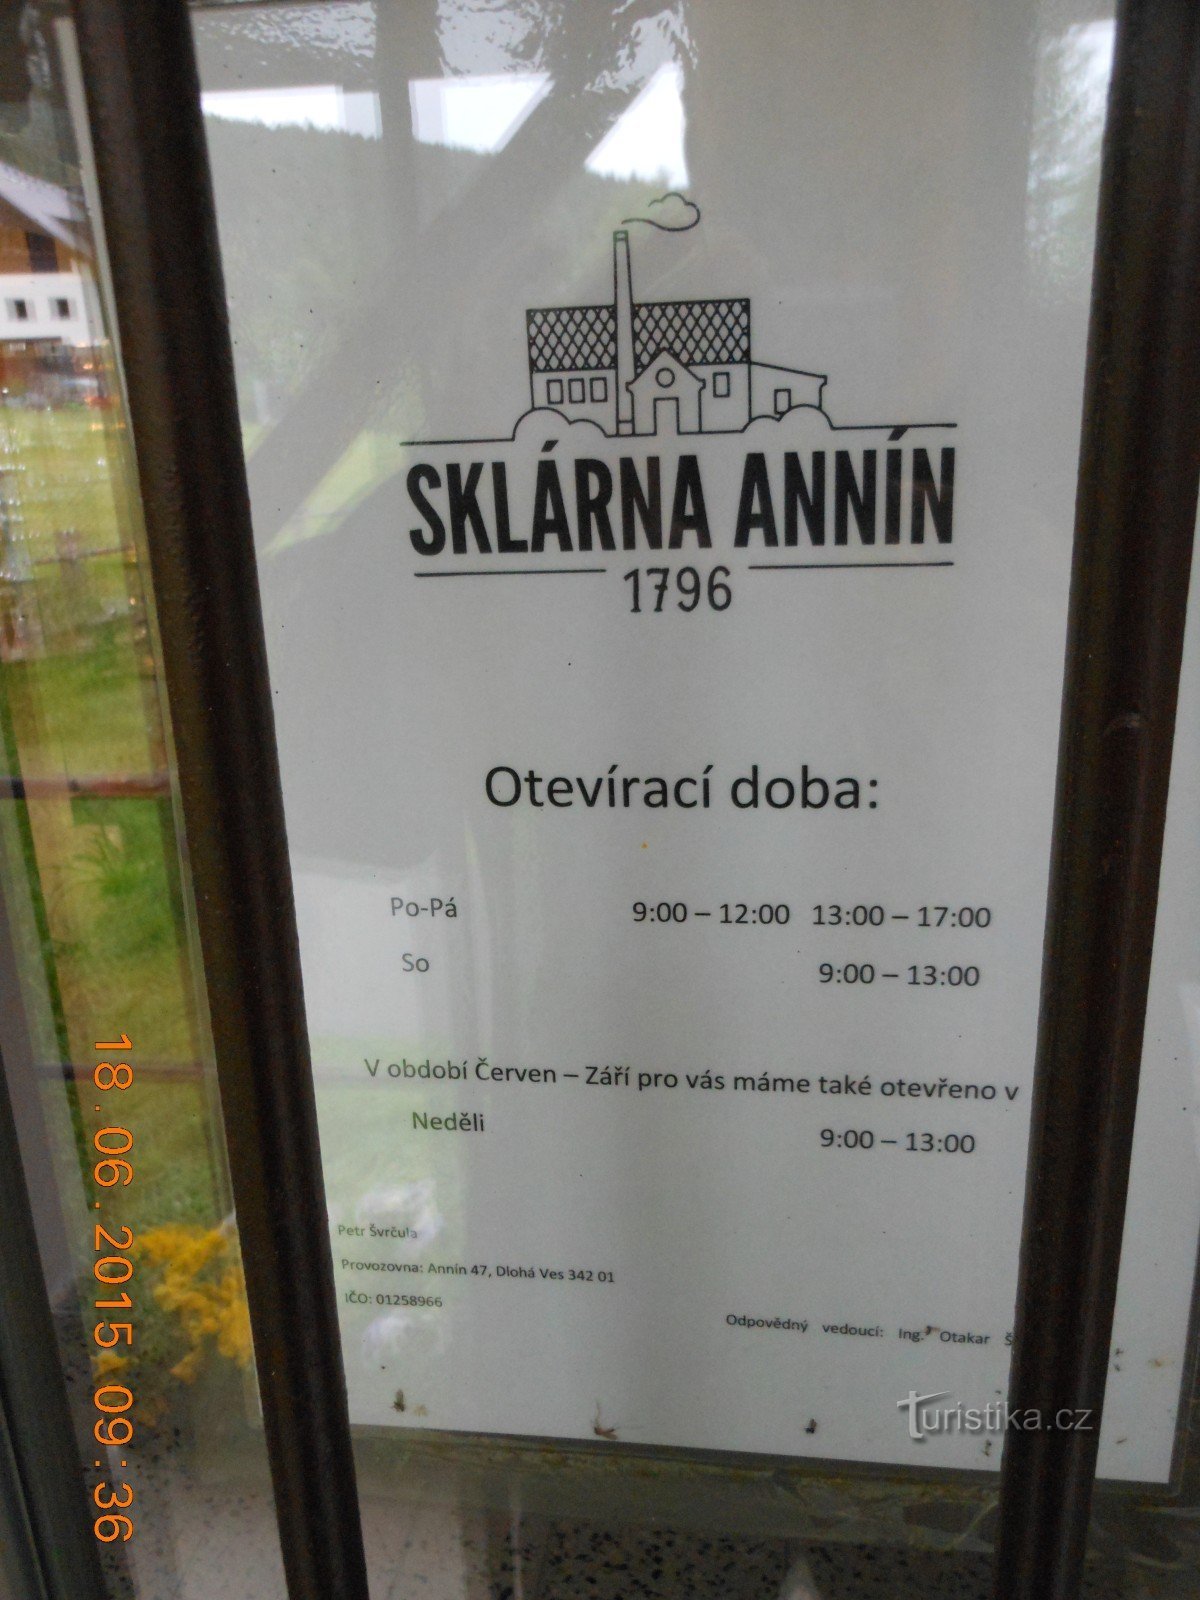 SKLÁRNA ANNÍN
1796
Otevírací doba:
Po-Pá 9:00 – 12:00 13:00 – 17:00
So 9:00 – 13:00
V období Červen – Září pro vás máme také otevřeno v
Neděli 9:00 – 13:00
Petr Švrčula
Provozovna: Annín 47, Dlohá Ves 342 01
IČO: 01258966
Odpovědný vedoucí: Ing. Otakar
Turistika.cz
18.06.2015 09:36